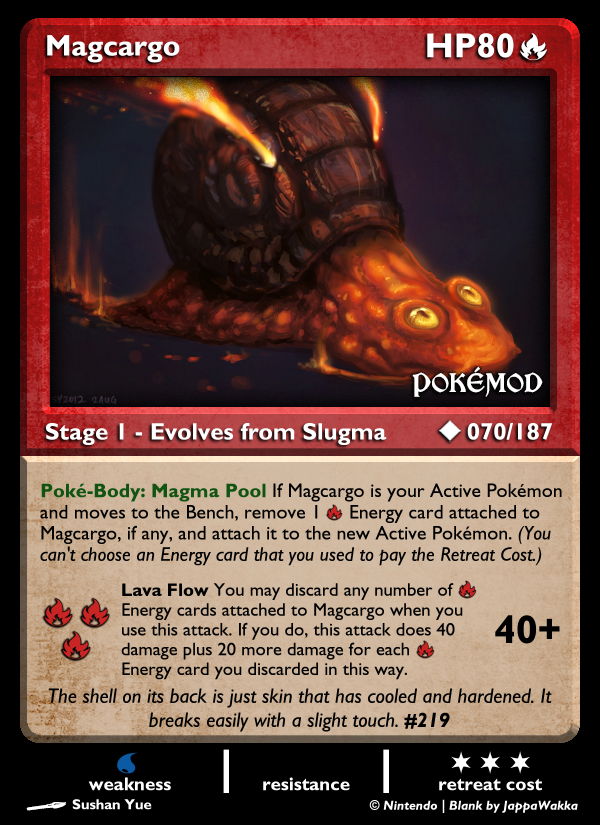 Magcargo HP80
Y2012 2AUG
POKÉMOD
Stage 1 - Evolves from Slugma 070/187
Poké-Body: Magma Pool If Magcargo is your Active Pokémon
and moves to the Bench, remove 1 Energy card attached to
Magcargo, if any, and attach it to the new Active Pokémon. (You
can't choose an Energy card that you used to pay the Retreat Cost.)
Lava Flow You may discard any number of
Energy cards attached to Magcargo when you
use this attack. If you do, this attack does 40
damage plus 20 more damage for each
Energy card you discarded in this way.
40+
The shell on its back is just skin that has cooled and hardened. It
breaks easily with a slight touch. #219
weakness resistance retreat cost
Sushan Yue © Nintendo | Blank by JappaWakka